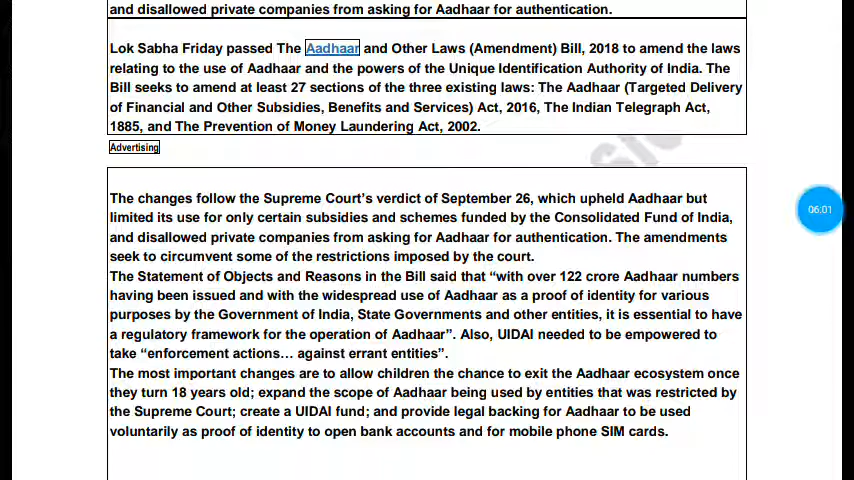 and disallowed private companies from asking for Aadhaar for authentication.
Lok Sabha Friday passed The Aadhaar and Other Laws (Amendment) Bill, 2018 to amend the laws
relating to the use of Aadhaar and the powers of the Unique Identification Authority of India. The
Bill seeks to amend at least 27 sections of the three existing laws: The Aadhaar (Targeted Delivery
of Financial and Other Subsidies, Benefits and Services) Act, 2016, The Indian Telegraph Act,
1885, and The Prevention of Money Laundering Act, 2002.
Advertising
The changes follow the Supreme Court’s verdict of September 26, which upheld Aadhaar but
limited its use for only certain subsidies and schemes funded by the Consolidated Fund of India,
and disallowed private companies from asking for Aadhaar for authentication. The amendments
seek to circumvent some of the restrictions imposed by the court.
The Statement of Objects and Reasons in the Bill said that “with over 122 crore Aadhaar numbers
having been issued and with the widespread use of Aadhaar as a proof of identity for various
purposes by the Government of India, State Governments and other entities, it is essential to have
a regulatory framework for the operation of Aadhaar”. Also, UIDAI needed to be empowered to
take “enforcement actions… against errant entities”.
The most important changes are to allow children the chance to exit the Aadhaar ecosystem once
they turn 18 years old; expand the scope of Aadhaar being used by entities that was restricted by
the Supreme Court; create a UIDAI fund; and provide legal backing for Aadhaar to be used
voluntarily as proof of identity to open bank accounts and for mobile phone SIM cards.
06:01